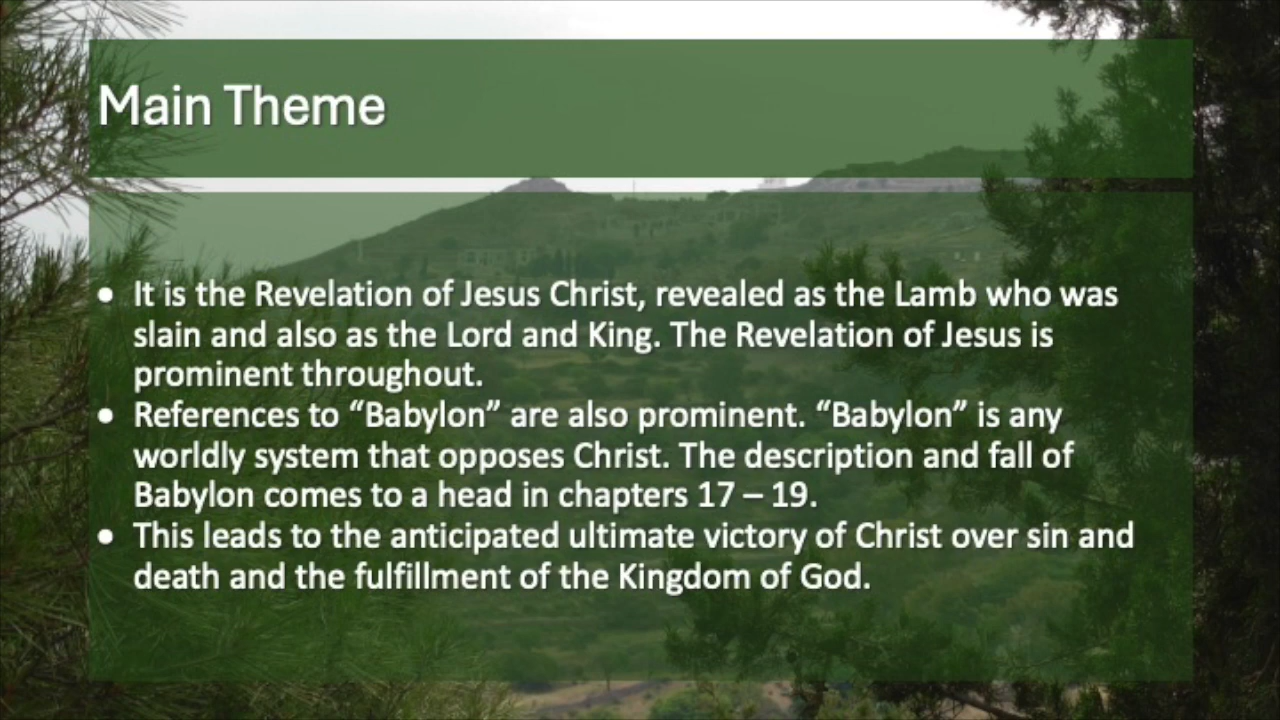 Main Theme
● It is the Revelation of Jesus Christ, revealed as the Lamb who was
slain and also as the Lord and King. The Revelation of Jesus is
prominent throughout.
● References to “Babylon” are also prominent. “Babylon” is any
worldly system that opposes Christ. The description and fall of
Babylon comes to a head in chapters 17 – 19.
● This leads to the anticipated ultimate victory of Christ over sin and
death and the fulfillment of the Kingdom of God.